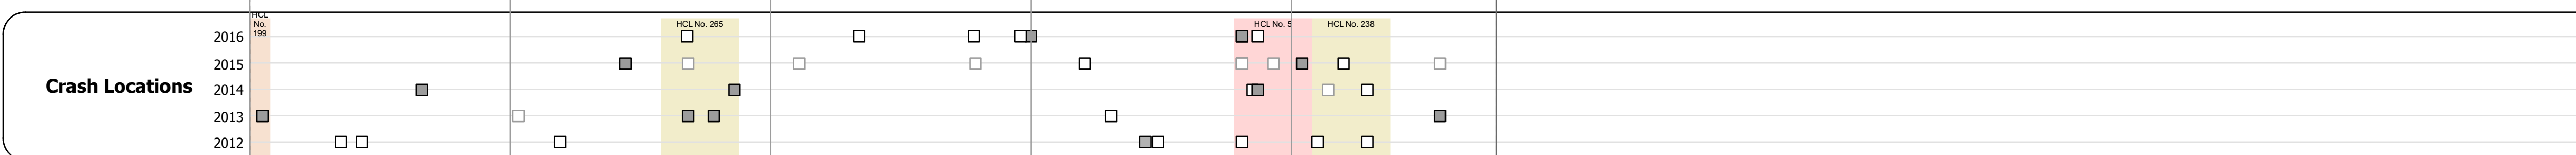 HCL
No.
199
HCL No. 265
HCL No. 5
HCL No. 238
2016
2015
Crash Locations
2014
2013
2012